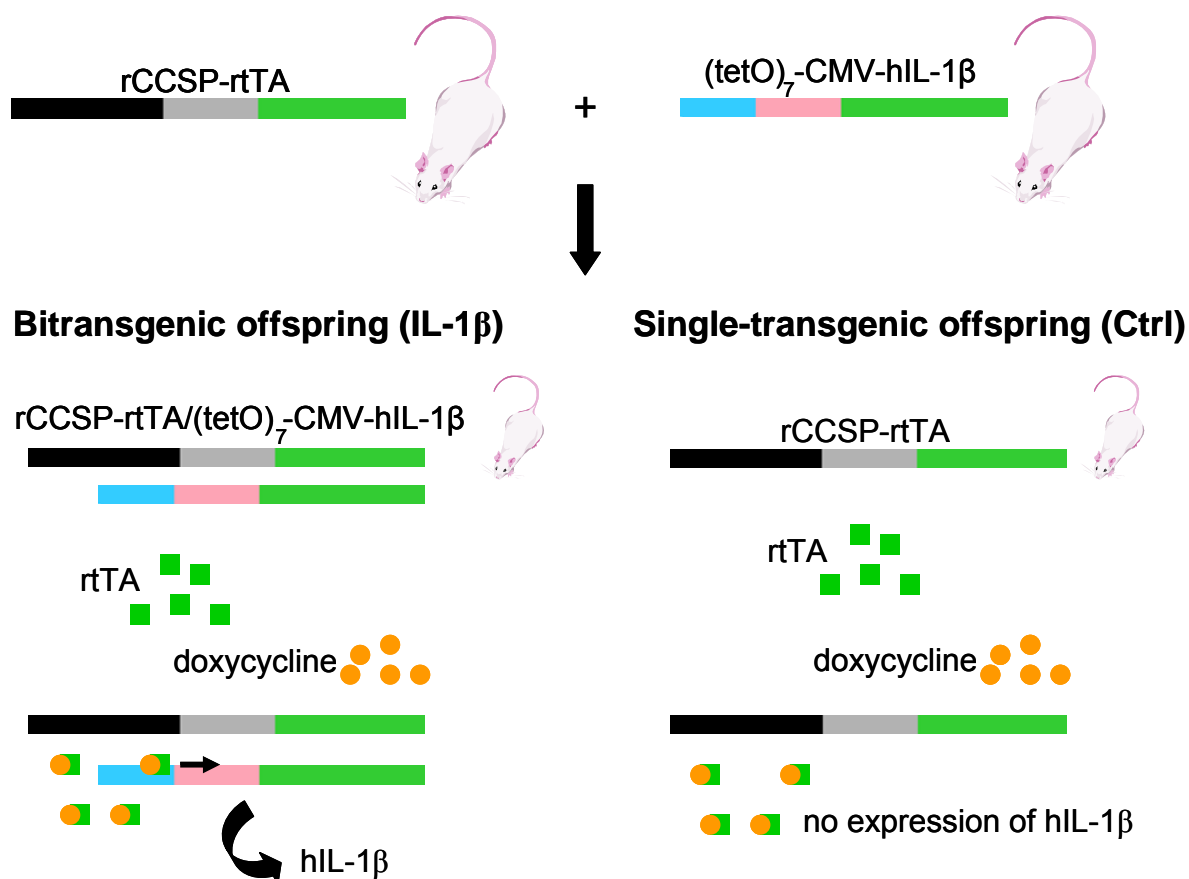 rCCSP-rtTA
+
(tetO)7-CMV-hIL-1β
Bitransgenic offspring (IL-1β)
Single-transgenic offspring (Ctrl)
rCCSP-rtTA/(tetO)7-CMV-hIL-1β
rCCSP-rtTA
rtTA
rtTA
doxycycline
doxycycline
no expression of hIL-1β
hIL-1β